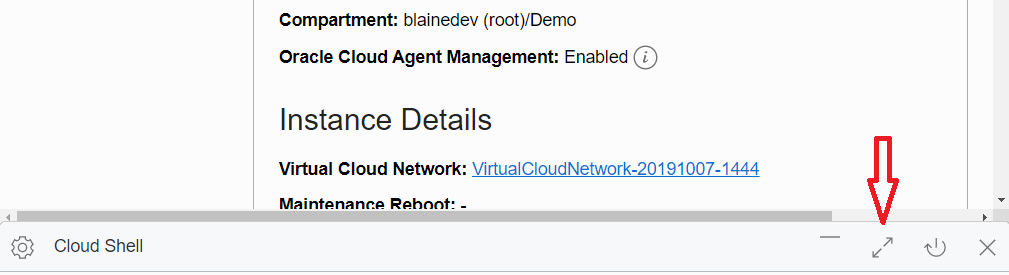 Compartment: blainedev (root)/Demo
Oracle Cloud Agent Management: Enabled i
Instance Details
Virtual Cloud Network: VirtualCloudNetwork-20191007-1444
Maintenance Reboot: -
Cloud Shell